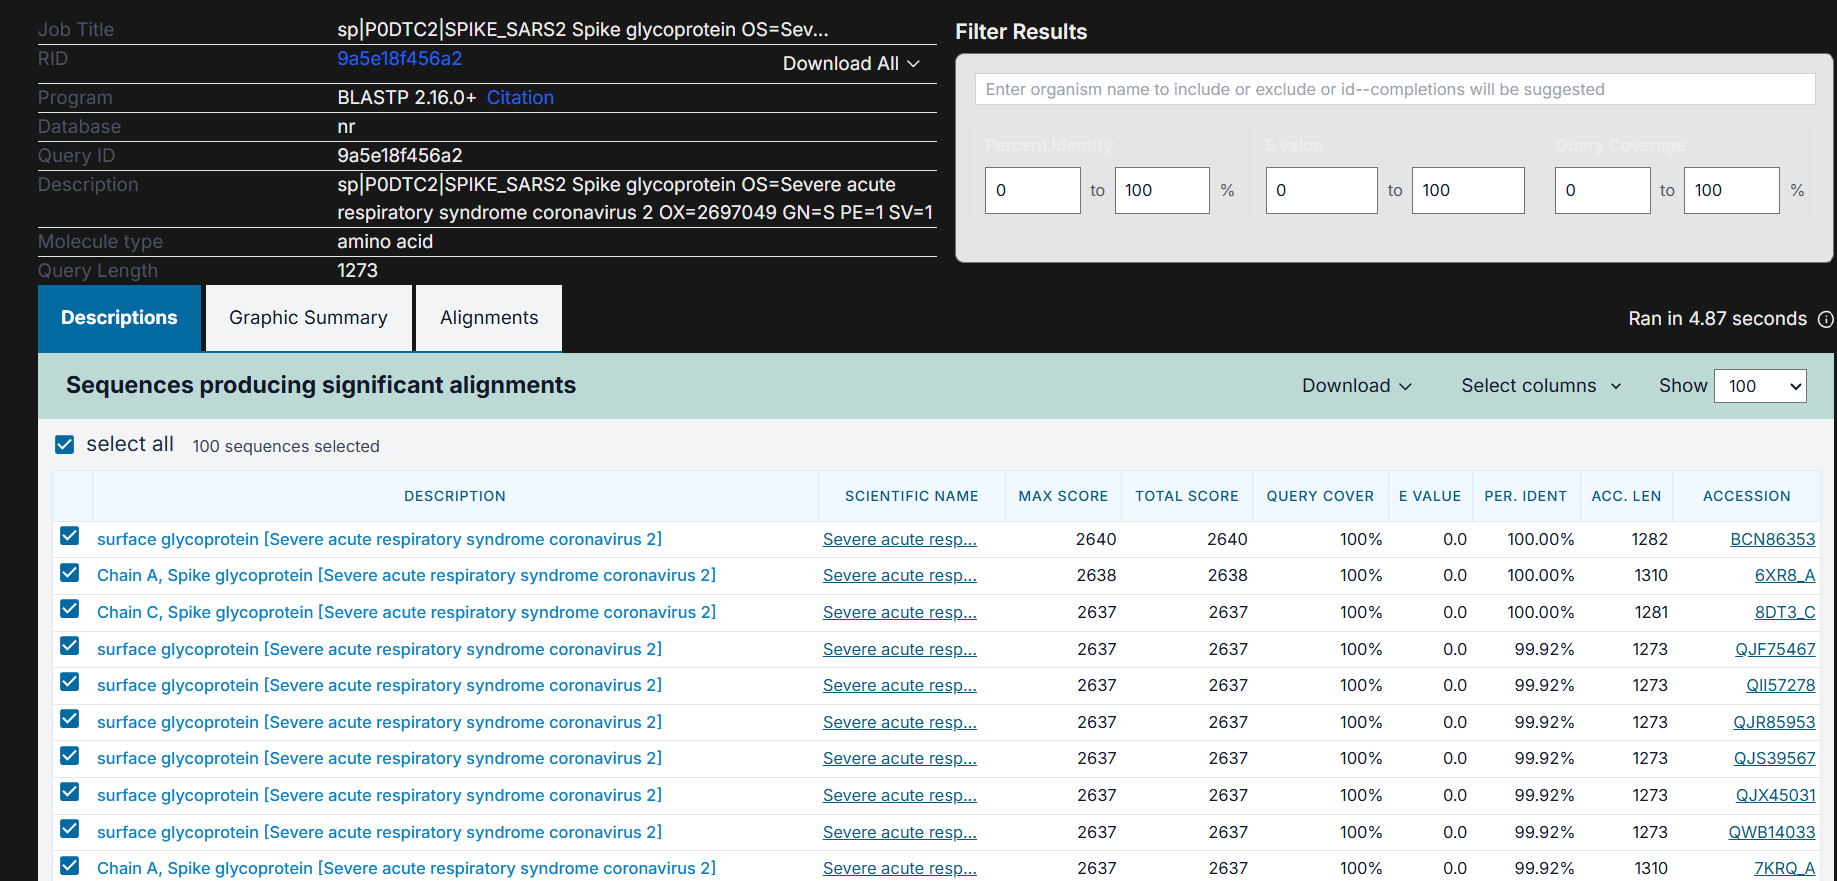 Job Title sp|P0DTC2|SPIKE_SARS2 Spike glycoprotein OS=Sev...
RID 9a5e18f456a2 Download All
Program BLASTP 2.16.0+ Citation
Database nr
Query ID 9a5e18f456a2
Description sp|P0DTC2|SPIKE_SARS2 Spike glycoprotein OS=Severe acute
respiratory syndrome coronavirus 2 OX=2697049 GN=S PE=1 SV=1
Molecule type amino acid
Query Length 1273
Filter Results
Enter organism name to include or exclude or id--completions will be suggested
Percent Identity E value Query Coverage
0 to 100 % 0 to 100 0 to 100 %
Descriptions Graphic Summary Alignments
Ran in 4.87 seconds
Sequences producing significant alignments Download Select columns Show 100
select all 100 sequences selected
DESCRIPTION SCIENTIFIC NAME MAX SCORE TOTAL SCORE QUERY COVER E VALUE PER. IDENT ACC. LEN ACCESSION
surface glycoprotein [Severe acute respiratory syndrome coronavirus 2] Severe acute resp... 2640 2640 100% 0.0 100.00% 1282 BCN86353
Chain A, Spike glycoprotein [Severe acute respiratory syndrome coronavirus 2] Severe acute resp... 2638 2638 100% 0.0 100.00% 1310 6XR8_A
Chain C, Spike glycoprotein [Severe acute respiratory syndrome coronavirus 2] Severe acute resp... 2637 2637 100% 0.0 100.00% 1281 8DT3_C
surface glycoprotein [Severe acute respiratory syndrome coronavirus 2] Severe acute resp... 2637 2637 100% 0.0 99.92% 1273 QJF75467
surface glycoprotein [Severe acute respiratory syndrome coronavirus 2] Severe acute resp... 2637 2637 100% 0.0 99.92% 1273 QII57278
surface glycoprotein [Severe acute respiratory syndrome coronavirus 2] Severe acute resp... 2637 2637 100% 0.0 99.92% 1273 QJR85953
surface glycoprotein [Severe acute respiratory syndrome coronavirus 2] Severe acute resp... 2637 2637 100% 0.0 99.92% 1273 QJS39567
surface glycoprotein [Severe acute respiratory syndrome coronavirus 2] Severe acute resp... 2637 2637 100% 0.0 99.92% 1273 QJX45031
surface glycoprotein [Severe acute respiratory syndrome coronavirus 2] Severe acute resp... 2637 2637 100% 0.0 99.92% 1273 QWB14033
Chain A, Spike glycoprotein [Severe acute respiratory syndrome coronavirus 2] Severe acute resp... 2637 2637 100% 0.0 99.92% 1310 7KRQ_A